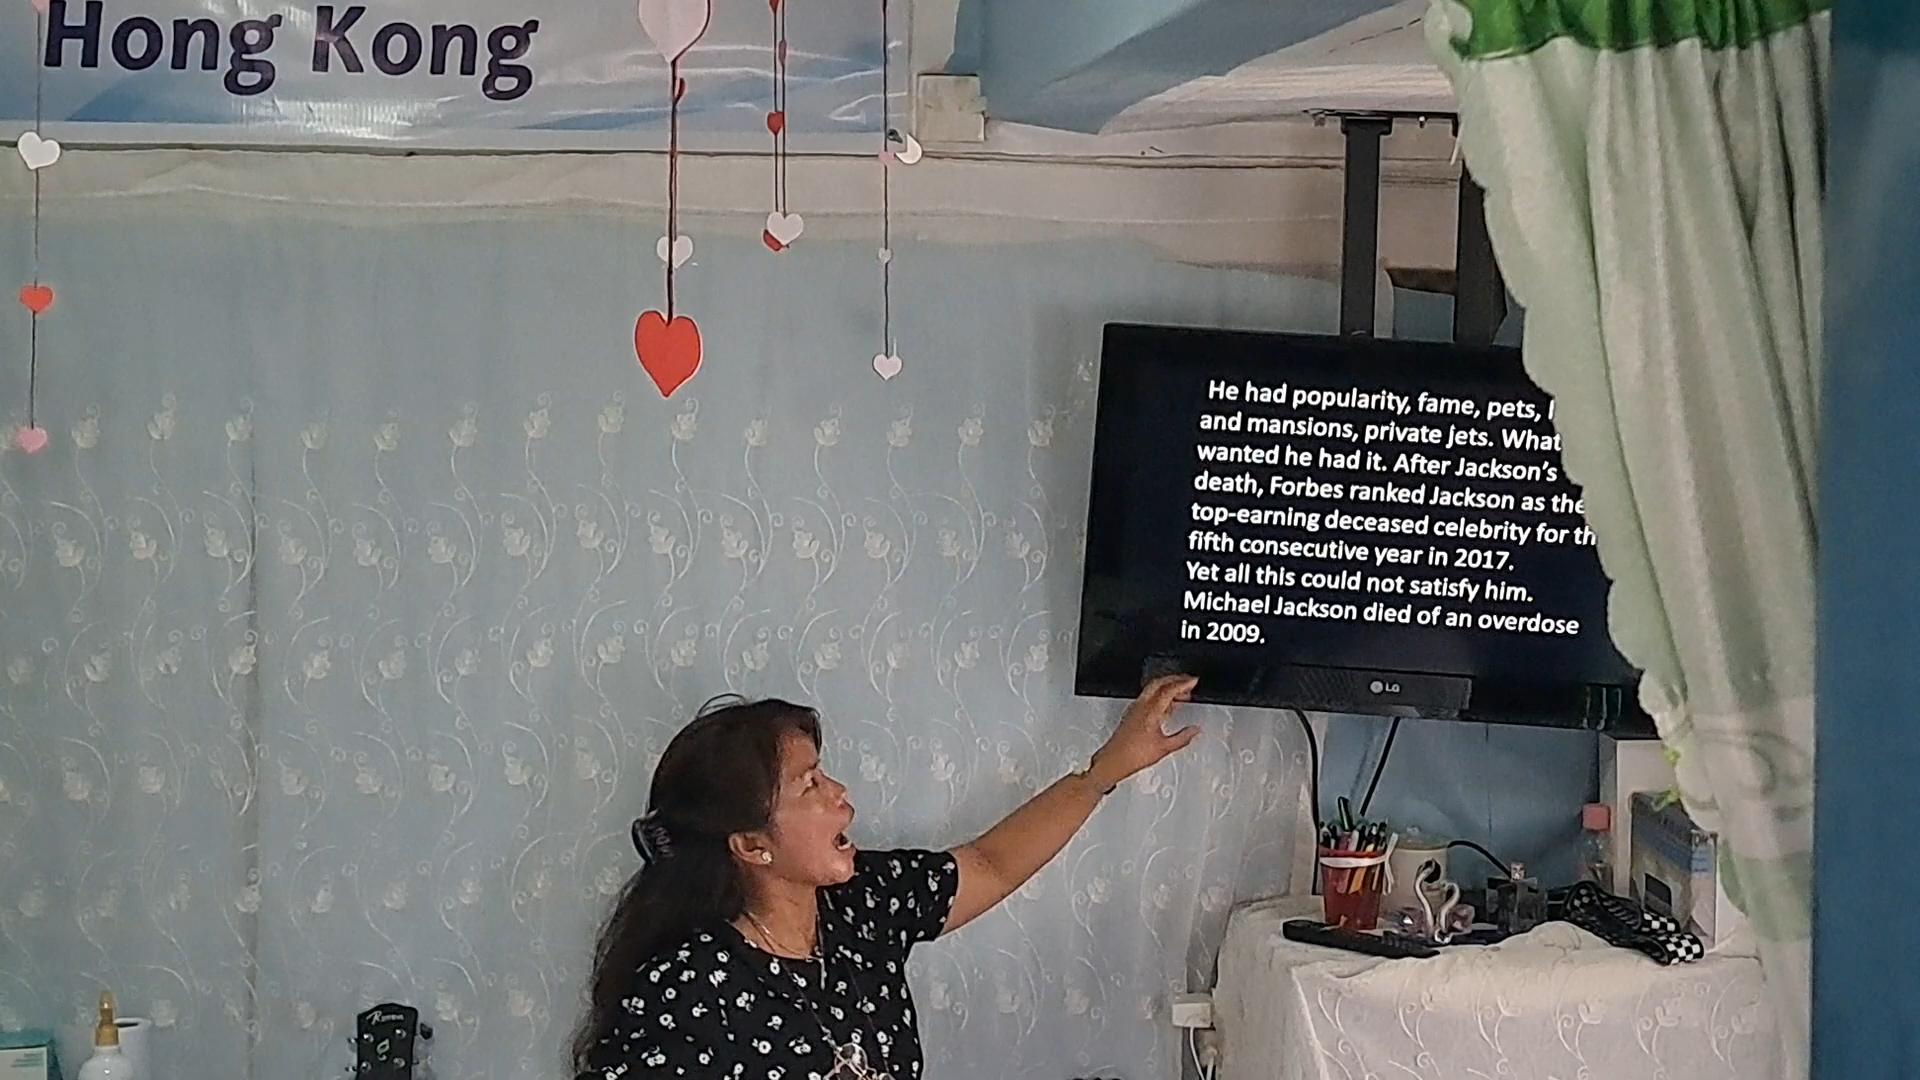 Hong Kong
He had popularity, fame, pets,
and mansions, private jets. What
wanted he had it. After Jackson's
death, Forbes ranked Jackson as the
top-earning deceased celebrity for
fifth consecutive year in 2017.
Yet all this could not satisfy him.
Michael Jackson died of an overdose
in 2009.
LG